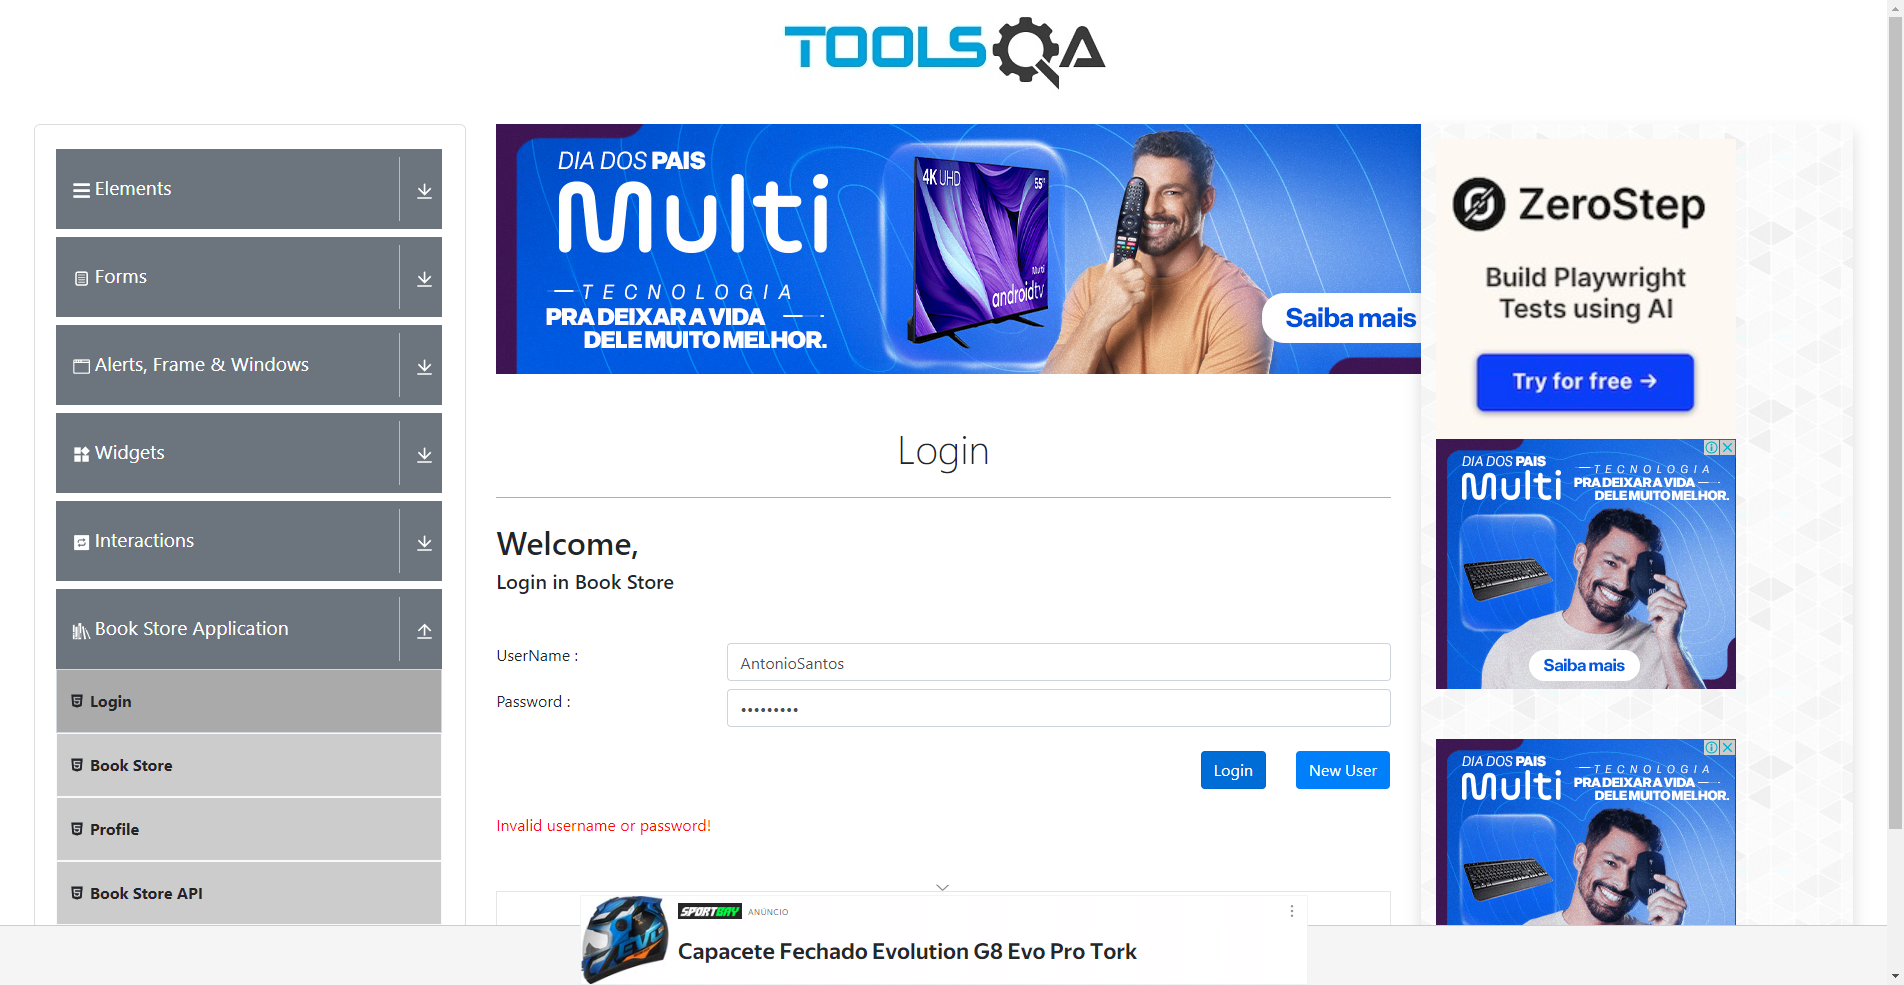 TOOLSQA
Elements
Forms
Alerts, Frame & Windows
Widgets
Interactions
Book Store Application
Login
Book Store
Profile
Book Store API
DIA DOS PAIS
Multi
TECNOLOGIA
PRA DEIXAR A VIDA
DELE MUITO MELHOR.
4K UHD
55"
Multi
androidtv
Saiba mais
Login
Welcome,
Login in Book Store
UserName :
AntonioSantos
Password :
•••••••••
Login
New User
Invalid username or password!
SPORTBAY
ANÚNCIO
EVO
Capacete Fechado Evolution G8 Evo Pro Tork
ZeroStep
Build Playwright
Tests using AI
Try for free →
DIA DOS PAIS
Multi
TECNOLOGIA
PRA DEIXAR A VIDA
DELE MUITO MELHOR.
Saiba mais
DIA DOS PAIS
Multi
TECNOLOGIA
PRA DEIXAR A VIDA
DELE MUITO MELHOR.